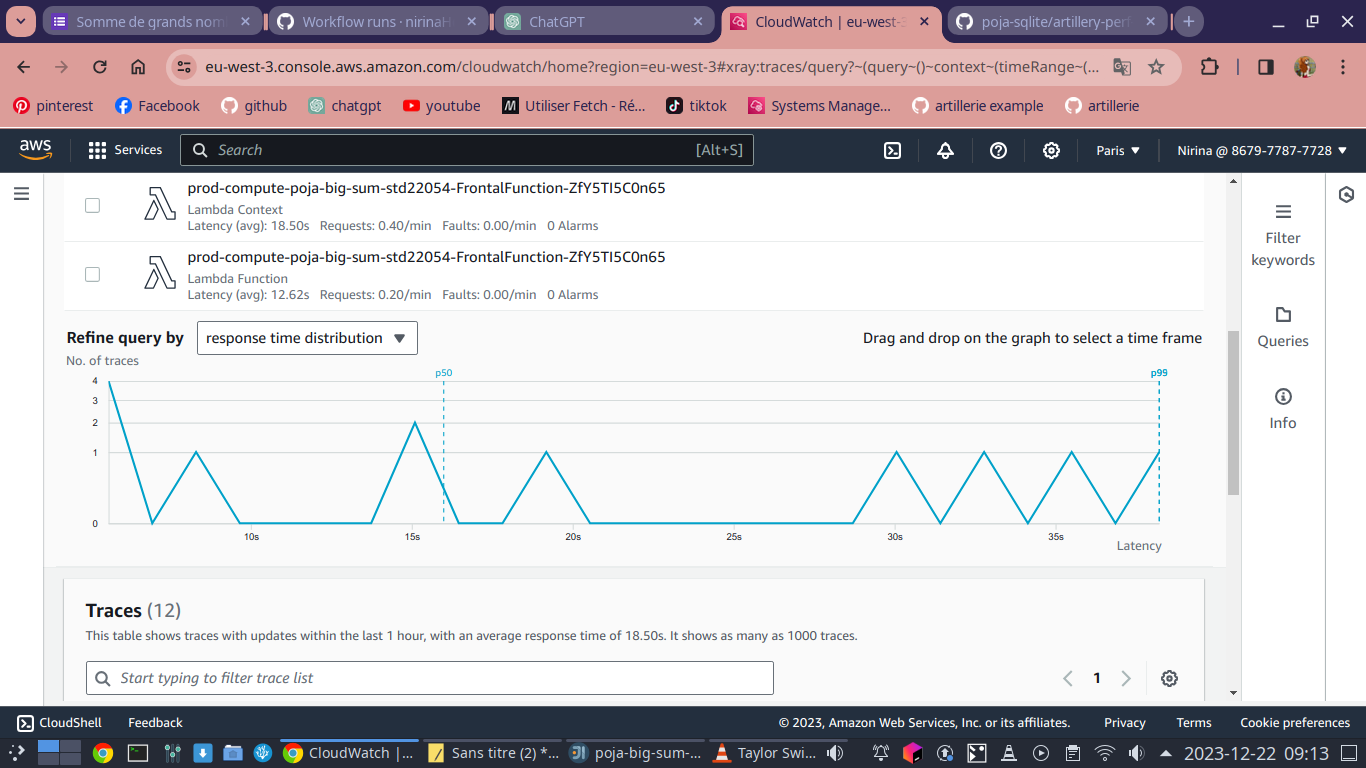 Somme de grands nom
Workflow runs · nirinaH
ChatGPT
CloudWatch | eu-west-3
poja-sqlite/artillery-perf
eu-west-3.console.aws.amazon.com/cloudwatch/home?region=eu-west-3#xray:traces/query?~(query~()~context~(timeRange~(...
pinterest
Facebook
github
chatgpt
youtube
Utiliser Fetch - Ré...
tiktok
Systems Manage...
artillerie example
artillerie
aws
Services
Search
[Alt+S]
Paris
Nirina @ 8679-7787-7728
prod-compute-poja-big-sum-std22054-FrontalFunction-ZfY5TI5C0n65
Lambda Context
Latency (avg): 18.50s Requests: 0.40/min Faults: 0.00/min 0 Alarms
prod-compute-poja-big-sum-std22054-FrontalFunction-ZfY5TI5C0n65
Lambda Function
Latency (avg): 12.62s Requests: 0.20/min Faults: 0.00/min 0 Alarms
Filter
keywords
Queries
Info
Refine query by
response time distribution
Drag and drop on the graph to select a time frame
No. of traces
p50
p99
4
3
2
1
0
10s
15s
20s
25s
30s
35s
Latency
Traces (12)
This table shows traces with updates within the last 1 hour, with an average response time of 18.50s. It shows as many as 1000 traces.
Start typing to filter trace list
1
CloudShell
Feedback
© 2023, Amazon Web Services, Inc. or its affiliates.
Privacy
Terms
Cookie preferences
CloudWatch |...
Sans titre (2) *...
poja-big-sum-...
Taylor Swi...
2023-12-22 09:13